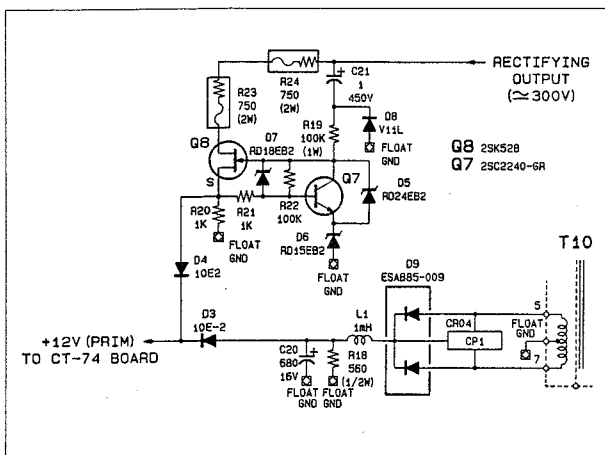 R24
750
(2W)
C21
1
450V
RECTIFYING
OUTPUT
(≃300V)
R23
750
(2W)
D7
RD18EB2
R19
100K
(1W)
D8
V11L
FLOAT
GND
Q8 2SK528
Q7 2SC2240-GR
Q8
S
Q7
D5
RD24EB2
R20
1K
R21
1K
R22
100K
FLOAT
GND
D6
RD15EB2
FLOAT
GND
D4
10E2
D9
ESAB85-009
T10
D3
10E-2
L1
1mH
CR04
CP1
5
FLOAT
GND
7
+12V (PRIM)
TO CT-74 BOARD
C20
680
16V
R18
560
(1/2W)
FLOAT
GND
FLOAT
GND